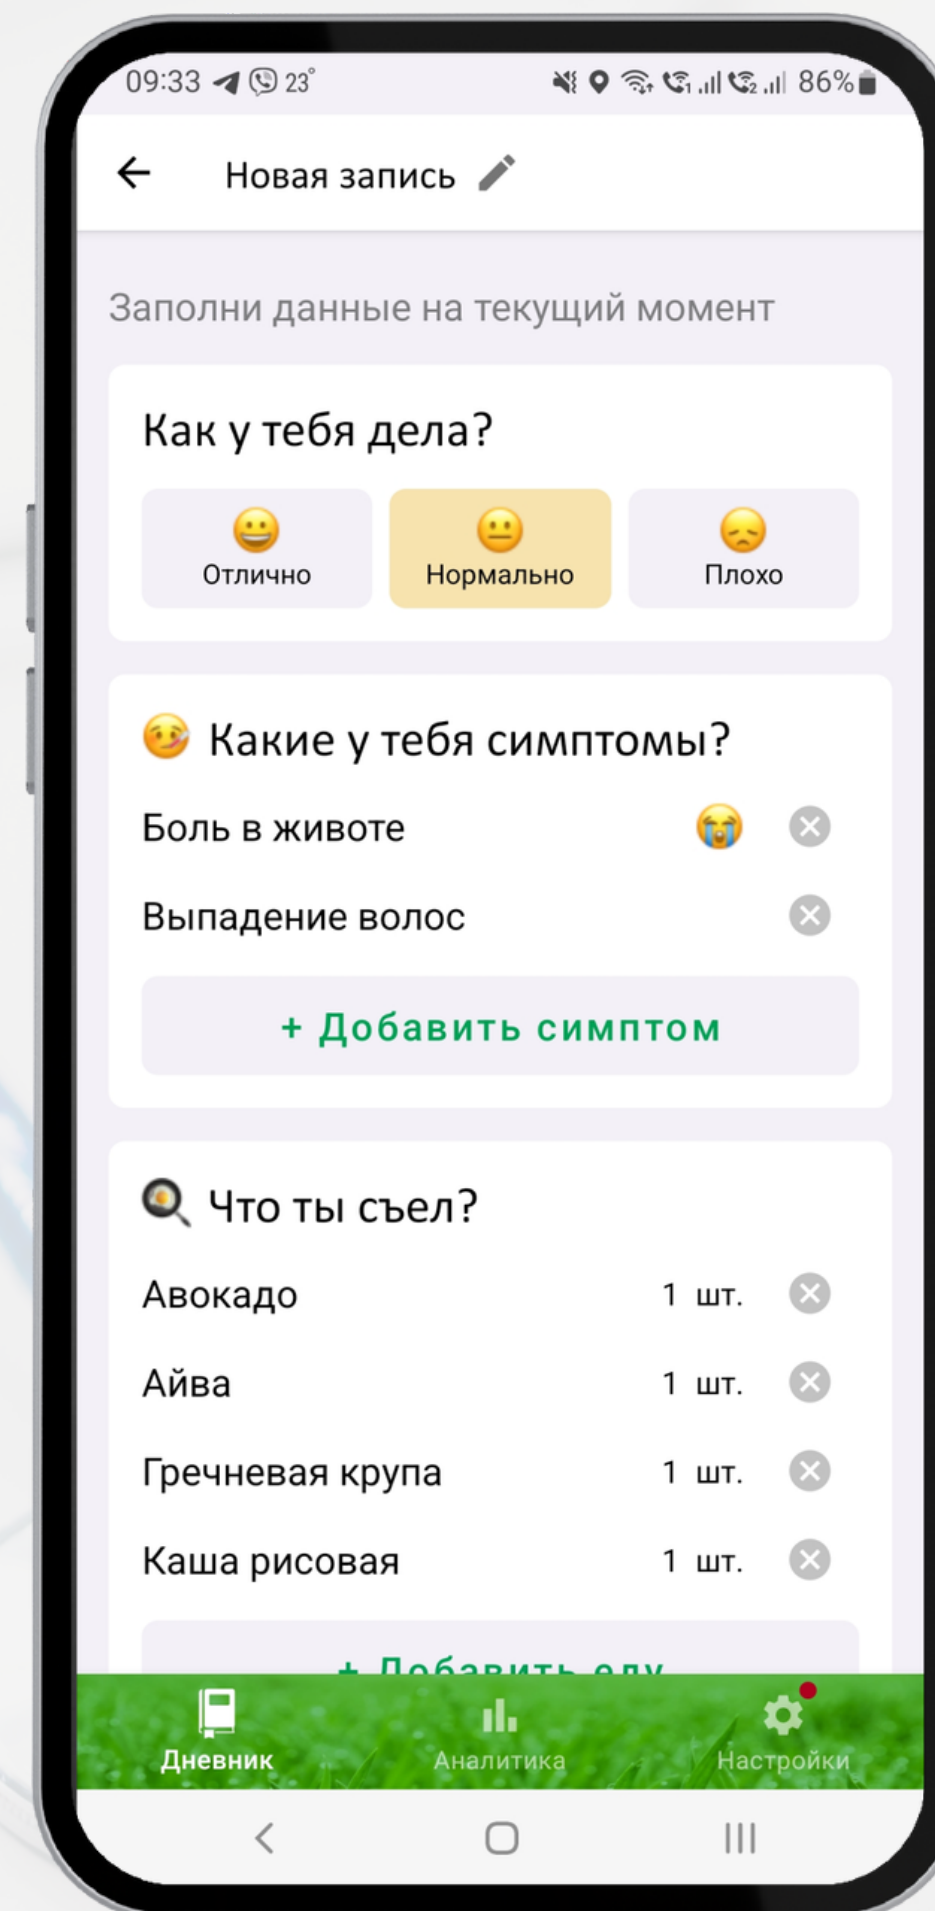 09:33 23° 86%
Новая запись
Заполни данные на текущий момент
Как у тебя дела?
Отлично Нормально Плохо
Какие у тебя симптомы?
Боль в животе
Выпадение волос
+ Добавить симптом
Что ты съел?
Авокадо 1 шт.
Айва 1 шт.
Гречневая крупа 1 шт.
Каша рисовая 1 шт.
+ Добавить еду
Дневник Аналитика Настройки